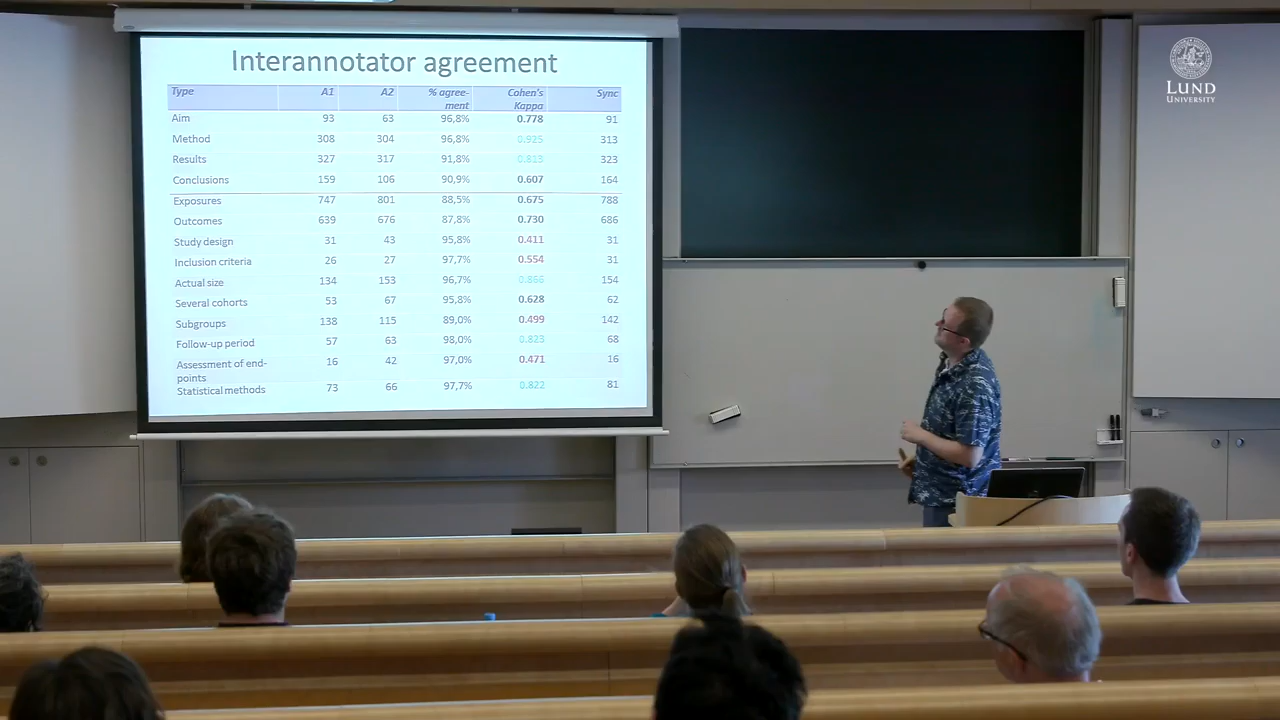 Interannotator agreement
Type A1 A2 % agree- Cohen's Sync
ment Kappa
Aim 93 63 96,8% 0.778 91
Method 308 304 96,8% 0.925 313
Results 327 317 91,8% 0.813 323
Conclusions 159 106 90,9% 0.607 164
Exposures 747 801 88,5% 0.675 788
Outcomes 639 676 87,8% 0.730 686
Study design 31 43 95,8% 0.411 31
Inclusion criteria 26 27 97,7% 0.554 31
Actual size 134 153 96,7% 0.866 154
Several cohorts 53 67 95,8% 0.628 62
Subgroups 138 115 89,0% 0.499 142
Follow-up period 57 63 98,0% 0.823 68
Assessment of end- 16 42 97,0% 0.471 16
points
Statistical methods 73 66 97,7% 0.822 81
LUND
UNIVERSITY